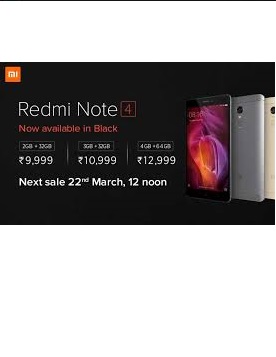 mi
Redmi Note 4
Now available in Black
2GB + 32GB
3GB + 32GB
4GB + 64GB
₹9,999
₹10,999
₹12,999
Next sale 22nd March, 12 noon